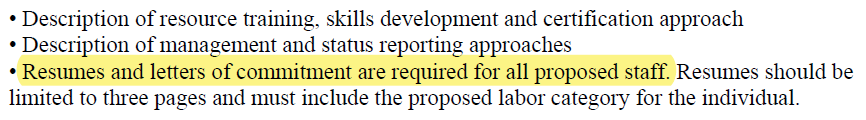 • Description of resource training, skills development and certification approach
• Description of management and status reporting approaches
• Resumes and letters of commitment are required for all proposed staff. Resumes should be
limited to three pages and must include the proposed labor category for the individual.